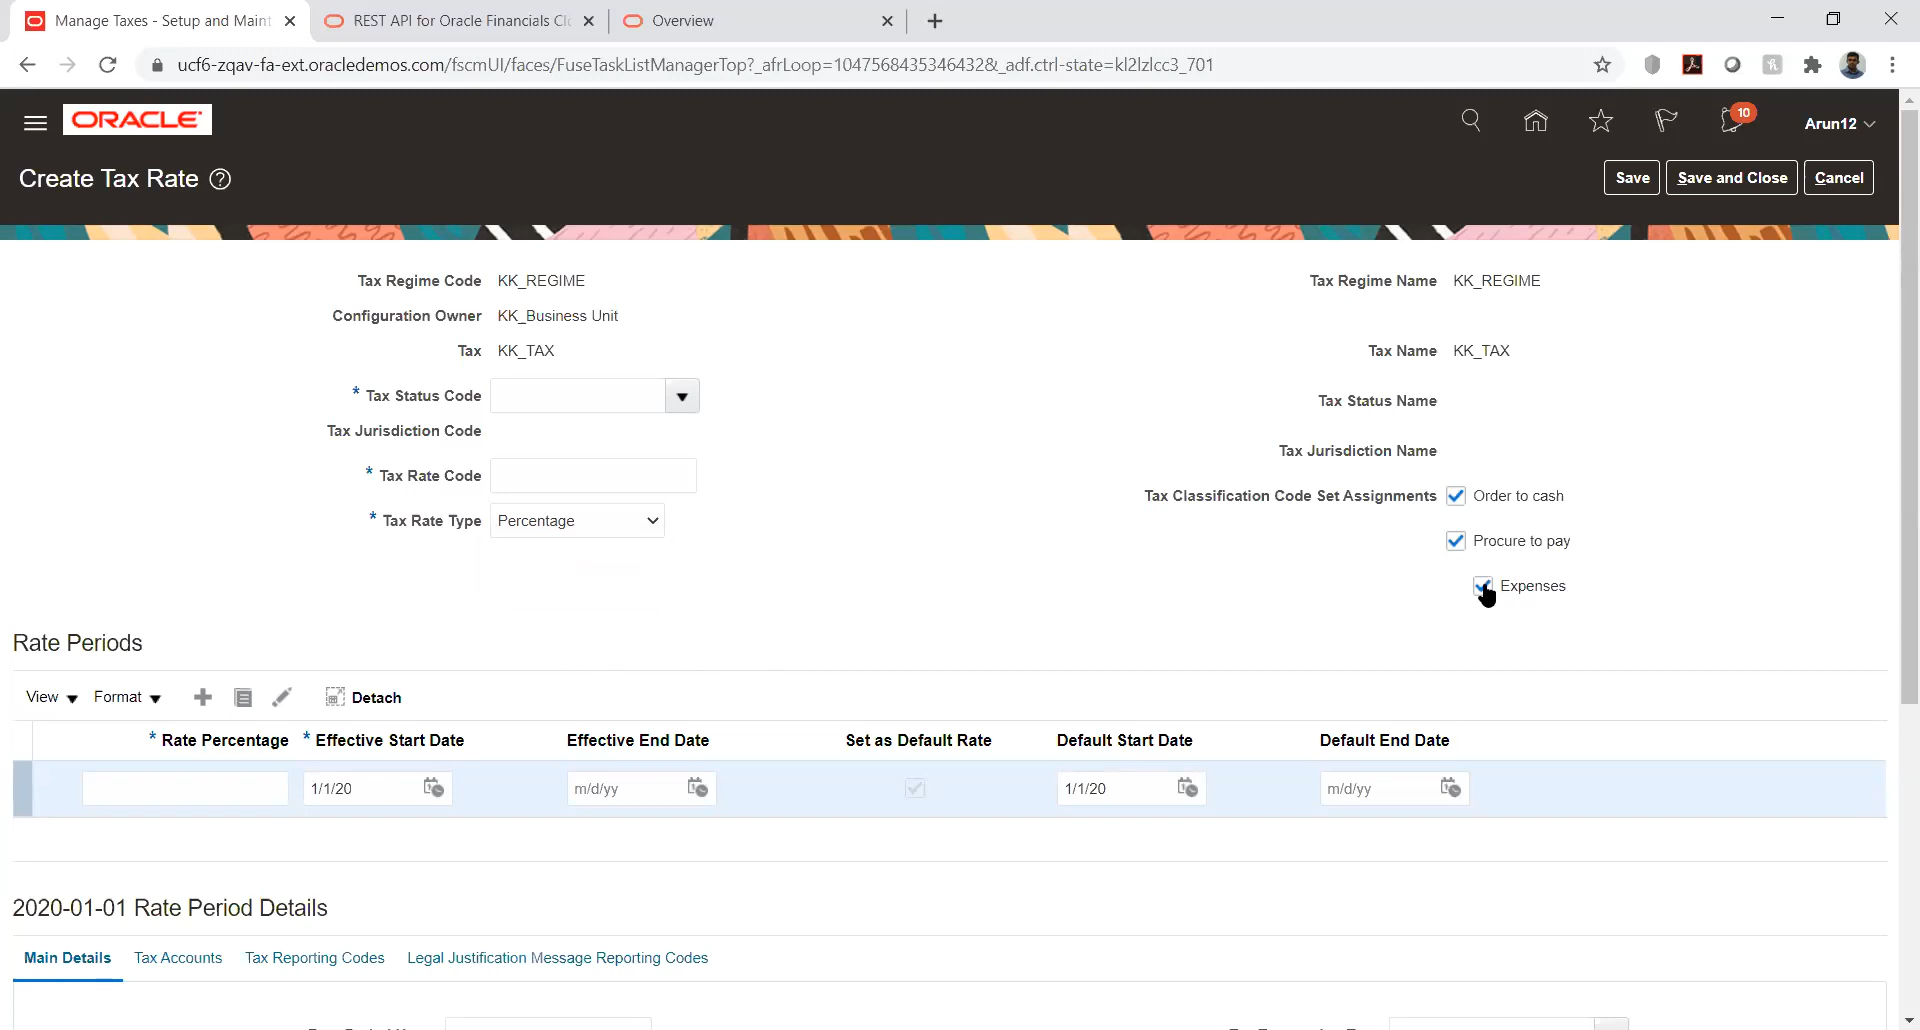 Manage Taxes - Setup and Maint
REST API for Oracle Financials Cl
Overview
ucf6-zqav-fa-ext.oracledemos.com/fscmUI/faces/FuseTaskListManagerTop?_afrLoop=1047568435346432&_adf.ctrl-state=kl2lzlcc3_701
ORACLE
10
Arun12
Create Tax Rate
Save
Save and Close
Cancel
Tax Regime Code KK_REGIME
Tax Regime Name KK_REGIME
Configuration Owner KK_Business Unit
Tax KK_TAX
Tax Name KK_TAX
* Tax Status Code
Tax Status Name
Tax Jurisdiction Code
Tax Jurisdiction Name
* Tax Rate Code
Tax Classification Code Set Assignments Order to cash
* Tax Rate Type Percentage
Procure to pay
Expenses
Rate Periods
View Format Detach
* Rate Percentage * Effective Start Date Effective End Date Set as Default Rate Default Start Date Default End Date
1/1/20 m/d/yy 1/1/20 m/d/yy
2020-01-01 Rate Period Details
Main Details Tax Accounts Tax Reporting Codes Legal Justification Message Reporting Codes